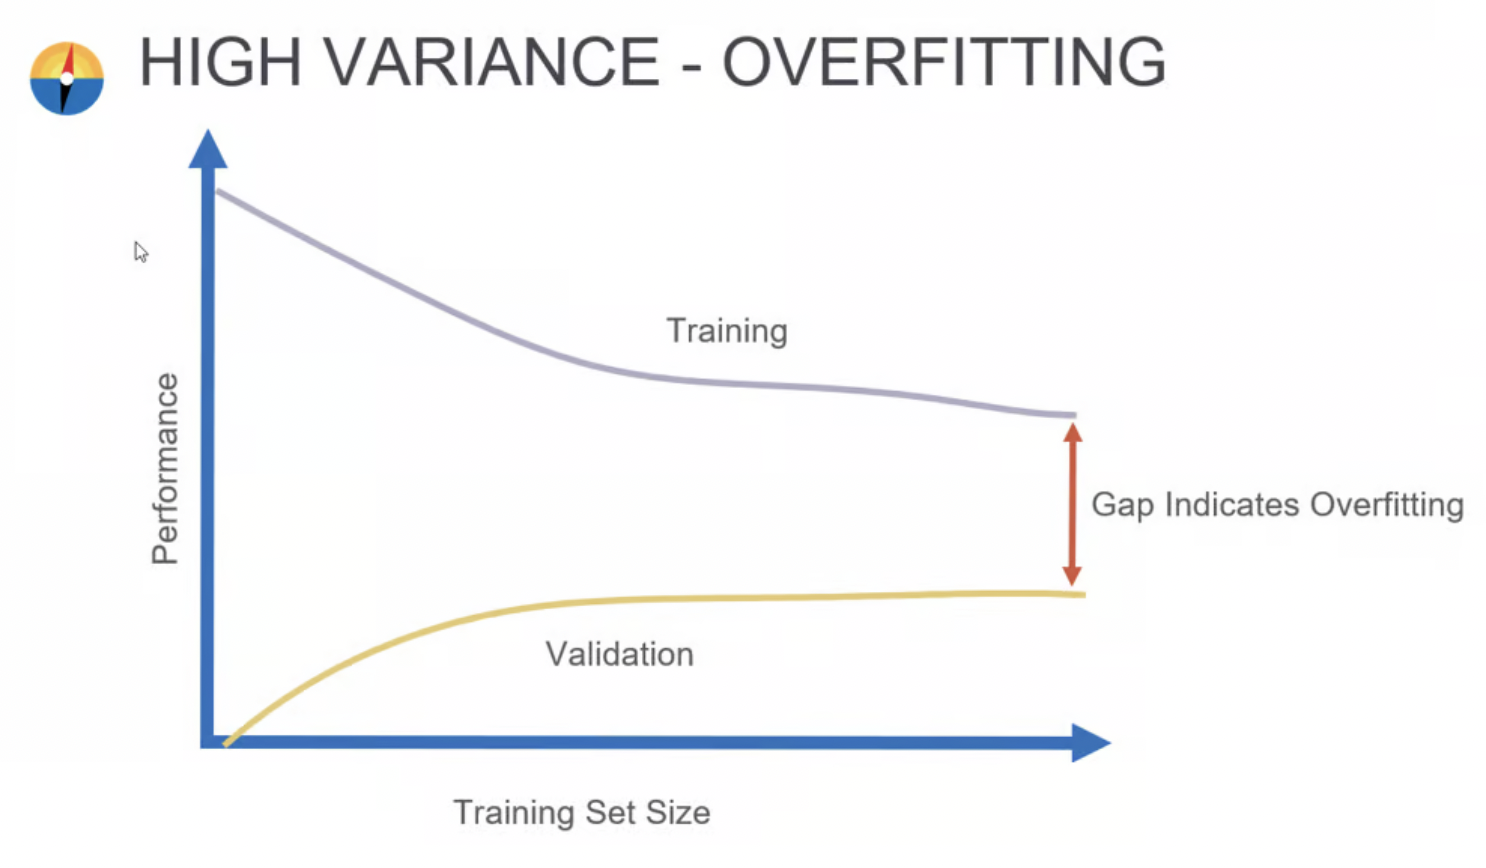 HIGH VARIANCE - OVERFITTING
Training
Performance
Gap Indicates Overfitting
Validation
Training Set Size